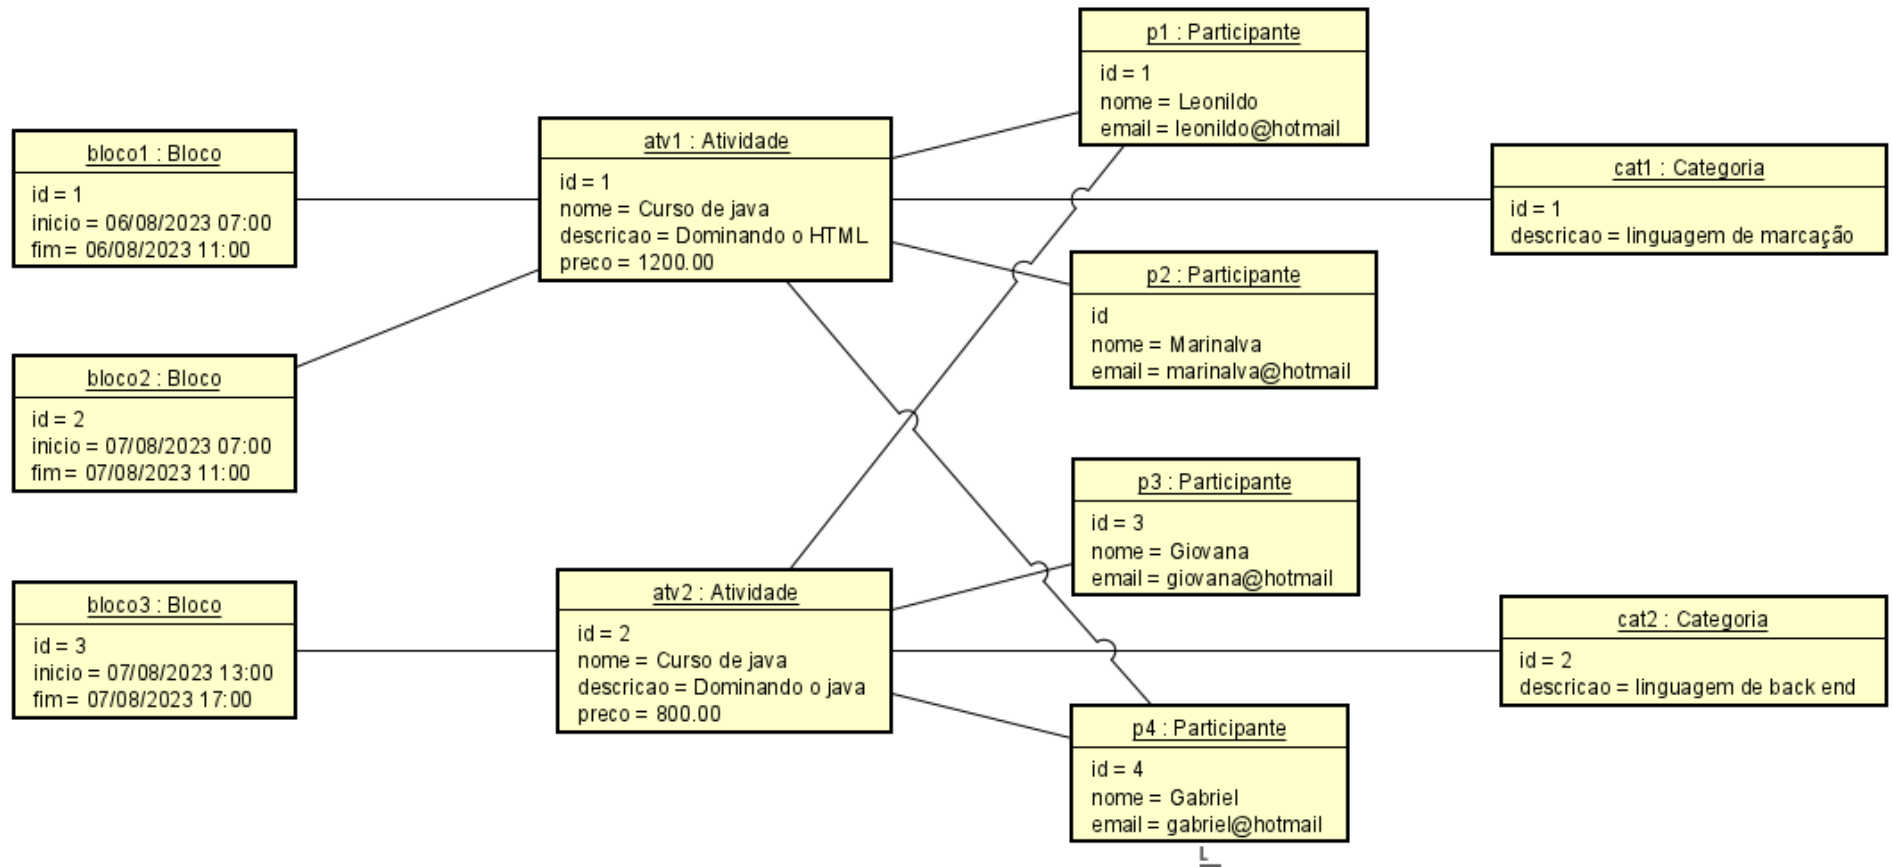 p1 : Participante
id = 1
nome = Leonildo
email = leonildo@hotmail
bloco1 : Bloco
id = 1
inicio = 06/08/2023 07:00
fim = 06/08/2023 11:00
atv1 : Atividade
id = 1
nome = Curso de java
descricao = Dominando o HTML
preco = 1200.00
cat1 : Categoria
id = 1
descricao = linguagem de marcação
p2 : Participante
id
nome = Marinalva
email = marinalva@hotmail
bloco2 : Bloco
id = 2
inicio = 07/08/2023 07:00
fim = 07/08/2023 11:00
p3 : Participante
id = 3
nome = Giovana
email = giovana@hotmail
bloco3 : Bloco
id = 3
inicio = 07/08/2023 13:00
fim = 07/08/2023 17:00
atv2 : Atividade
id = 2
nome = Curso de java
descricao = Dominando o java
preco = 800.00
cat2 : Categoria
id = 2
descricao = linguagem de back end
p4 : Participante
id = 4
nome = Gabriel
email = gabriel@hotmail
L